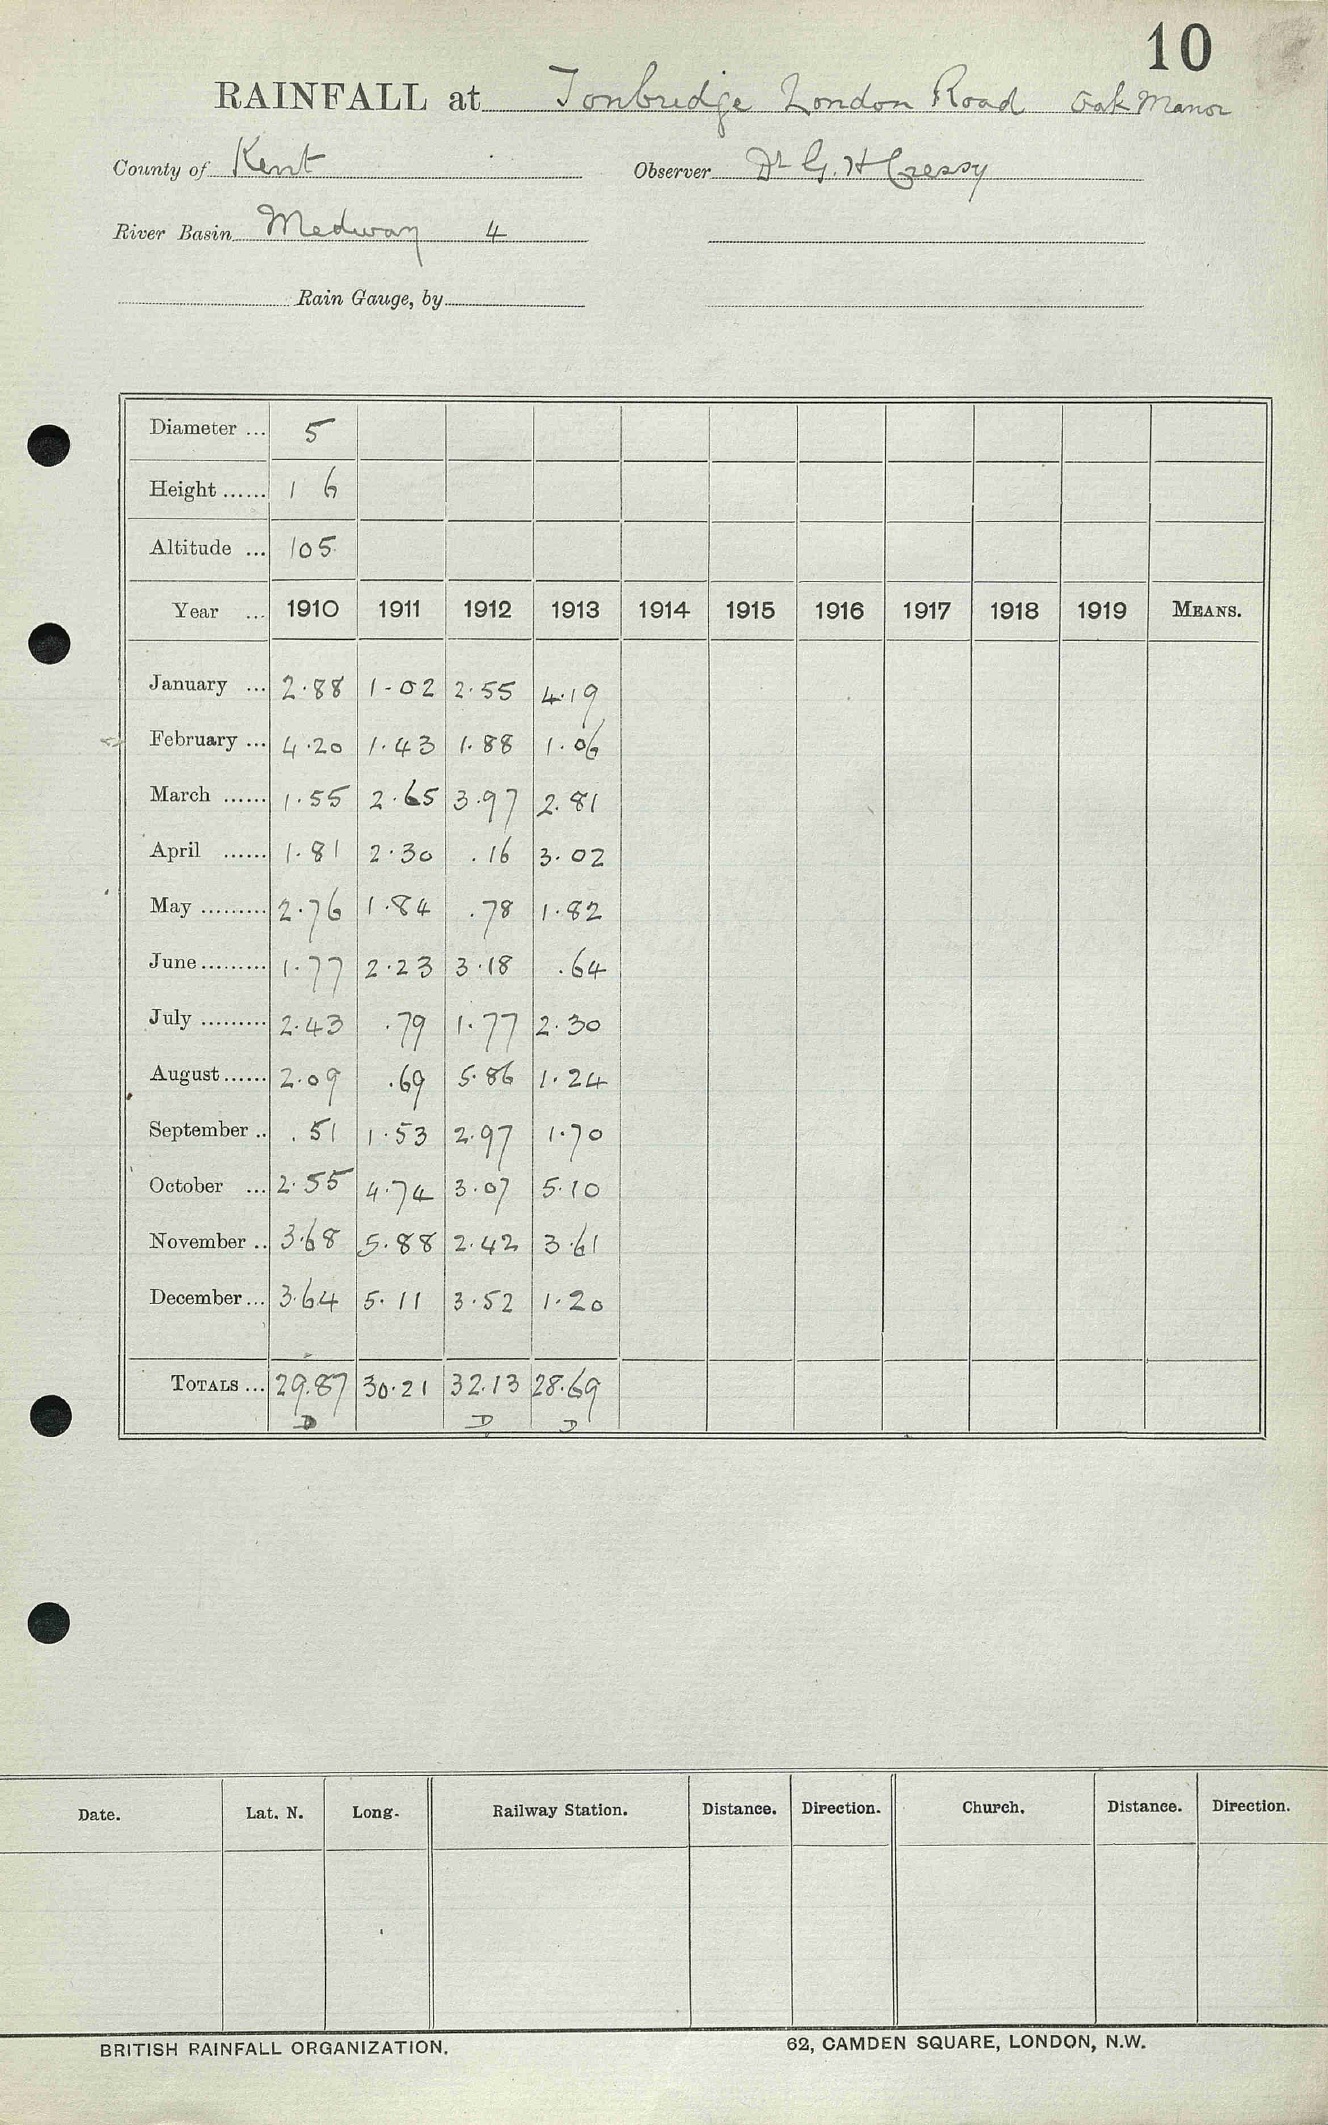 10
RAINFALL at Tonbridge London Road Oak Manor
County of Kent Observer Dr G. H Cressy
River Basin Medway 4
Rain Gauge, by
Diameter ... 5
Height ...... 1 6
Altitude ... 105
Year ... 1910 1911 1912 1913 1914 1915 1916 1917 1918 1919 MEANS.
January ... 2.88 1.02 2.55 4.19
February ... 4.20 1.43 1.88 1.06
March ...... 1.55 2.65 3.97 2.81
April ...... 1.81 2.30 .16 3.02
May ......... 2.76 1.84 .78 1.82
June ......... 1.77 2.23 3.18 .64
July ......... 2.43 .79 1.77 2.30
August ...... 2.09 .69 5.86 1.24
September .. .51 1.53 2.97 1.70
October ... 2.55 4.74 3.07 5.10
November .. 3.68 5.88 2.42 3.61
December ... 3.64 5.11 3.52 1.20
TOTALS ... 29.87 30.21 32.13 28.69
D D D
Date. Lat. N. Long. Railway Station. Distance. Direction. Church. Distance. Direction.
BRITISH RAINFALL ORGANIZATION. 62, CAMDEN SQUARE, LONDON, N.W.